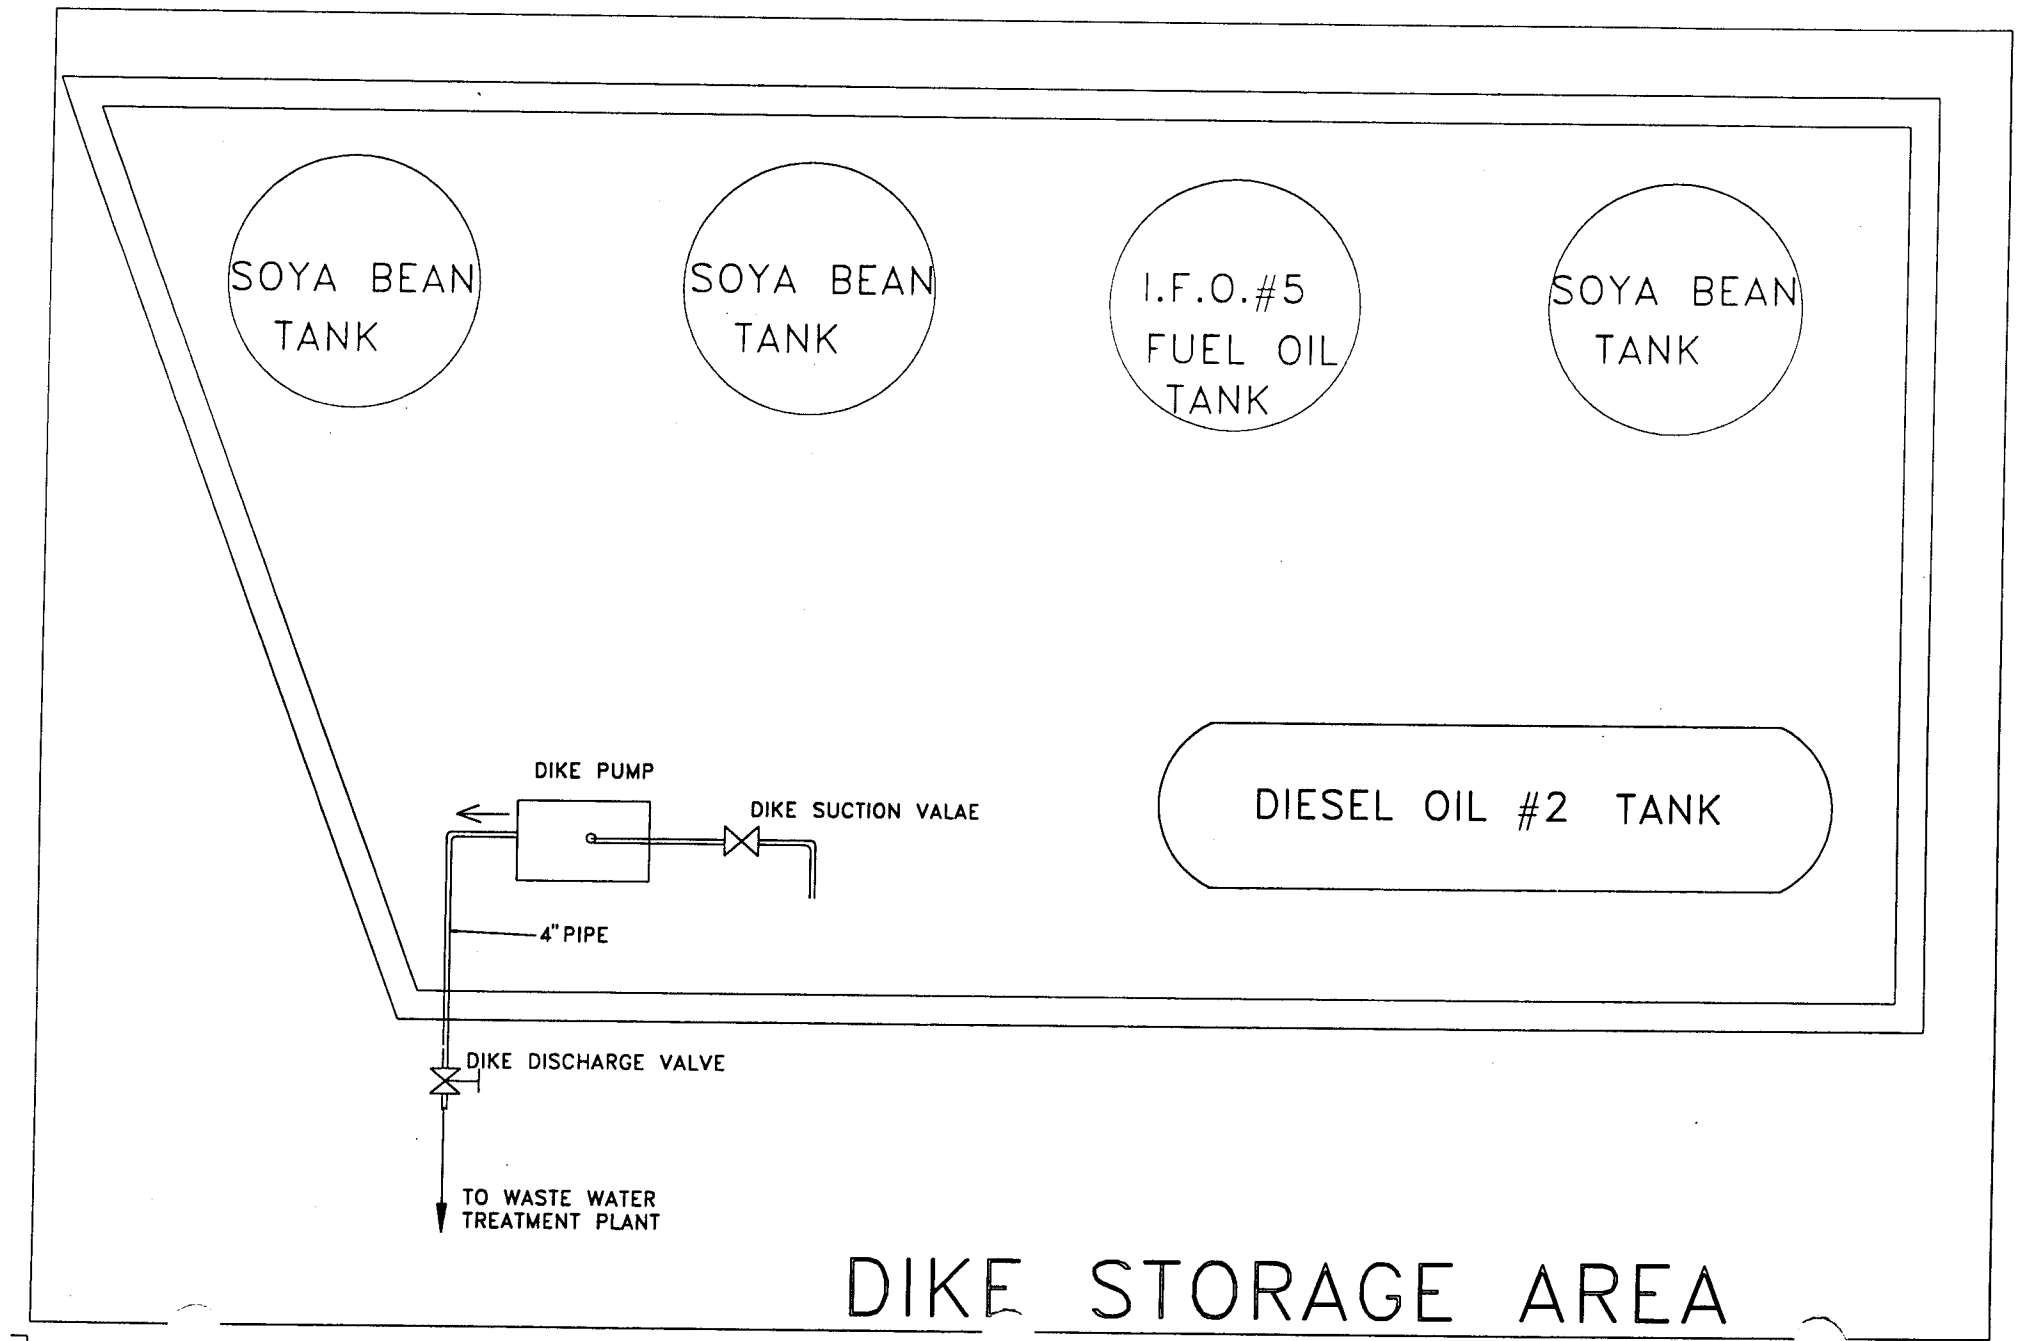 SOYA BEAN
TANK
SOYA BEAN
TANK
I.F.O.#5
FUEL OIL
TANK
SOYA BEAN
TANK
DIKE PUMP
DIKE SUCTION VALAE
DIESEL OIL #2 TANK
4"PIPE
DIKE DISCHARGE VALVE
TO WASTE WATER
TREATMENT PLANT
DIKE STORAGE AREA